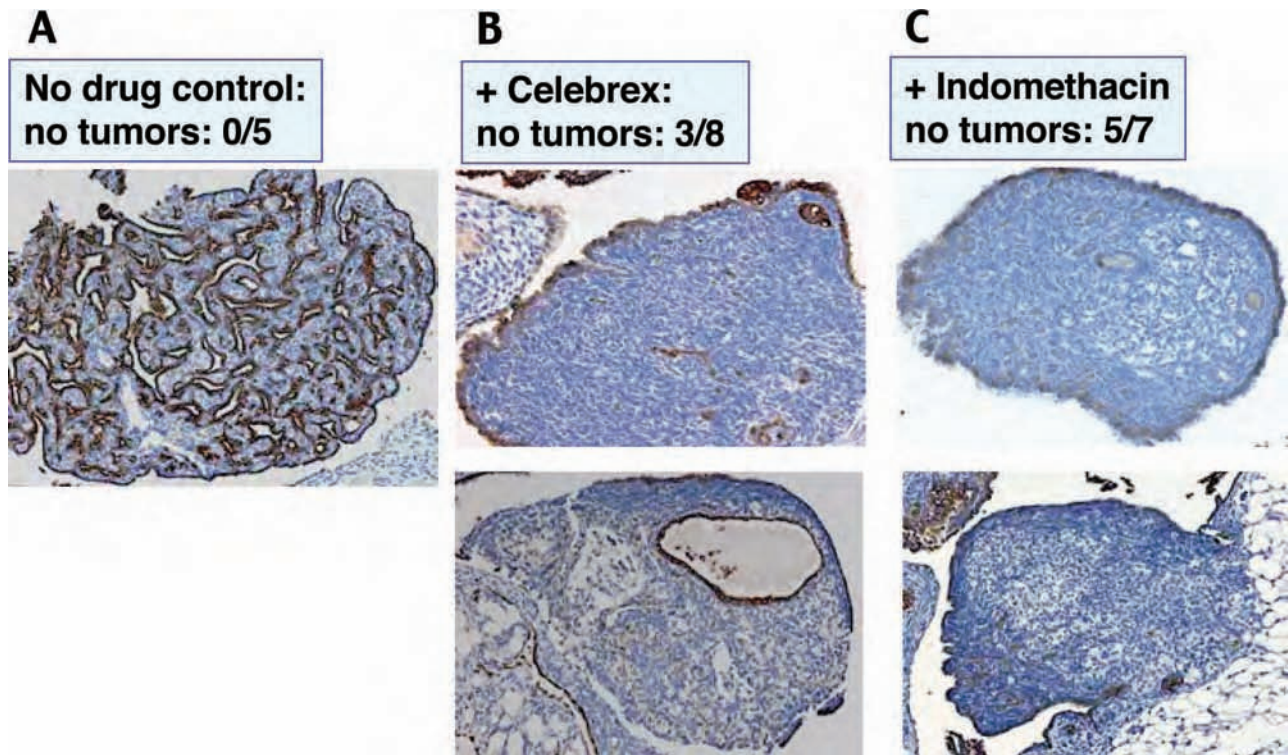 A
No drug control:
no tumors: 0/5
B
+ Celebrex:
no tumors: 3/8
C
+ Indomethacin
no tumors: 5/7